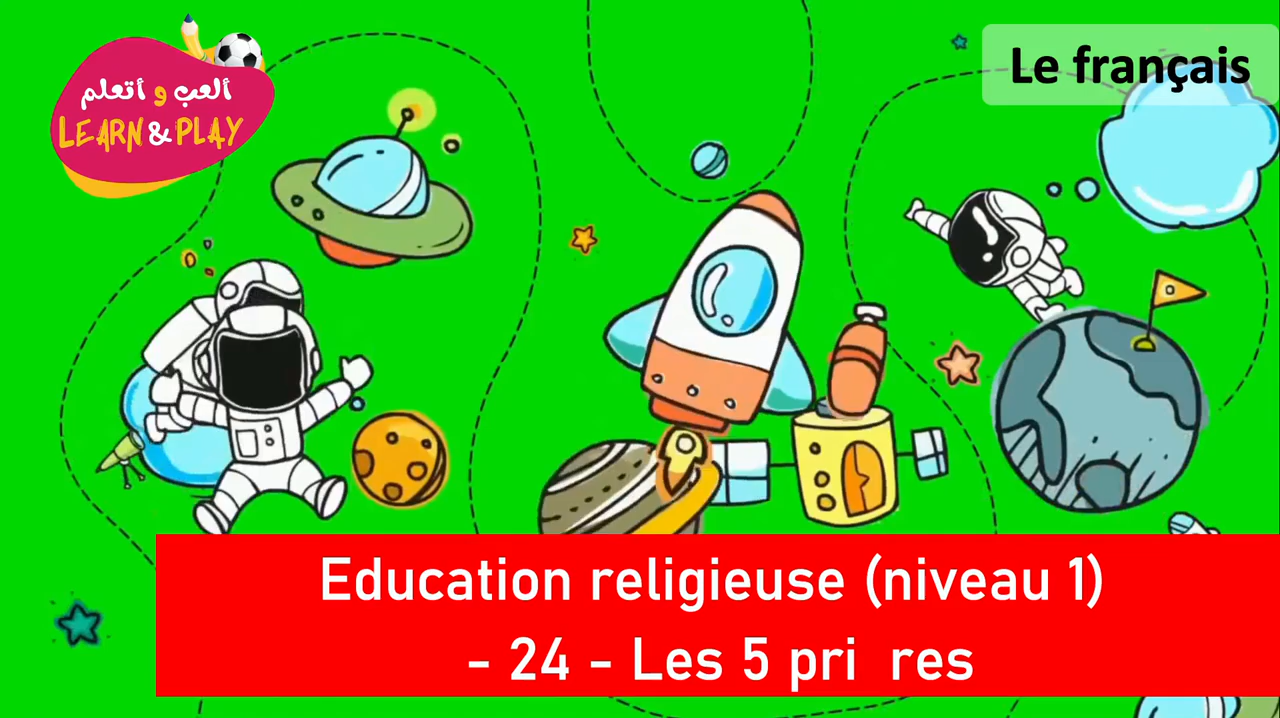 ألعب و أتعلم
LEARN & PLAY
Le français
Education religieuse (niveau 1)
- 24 - Les 5 pri  res